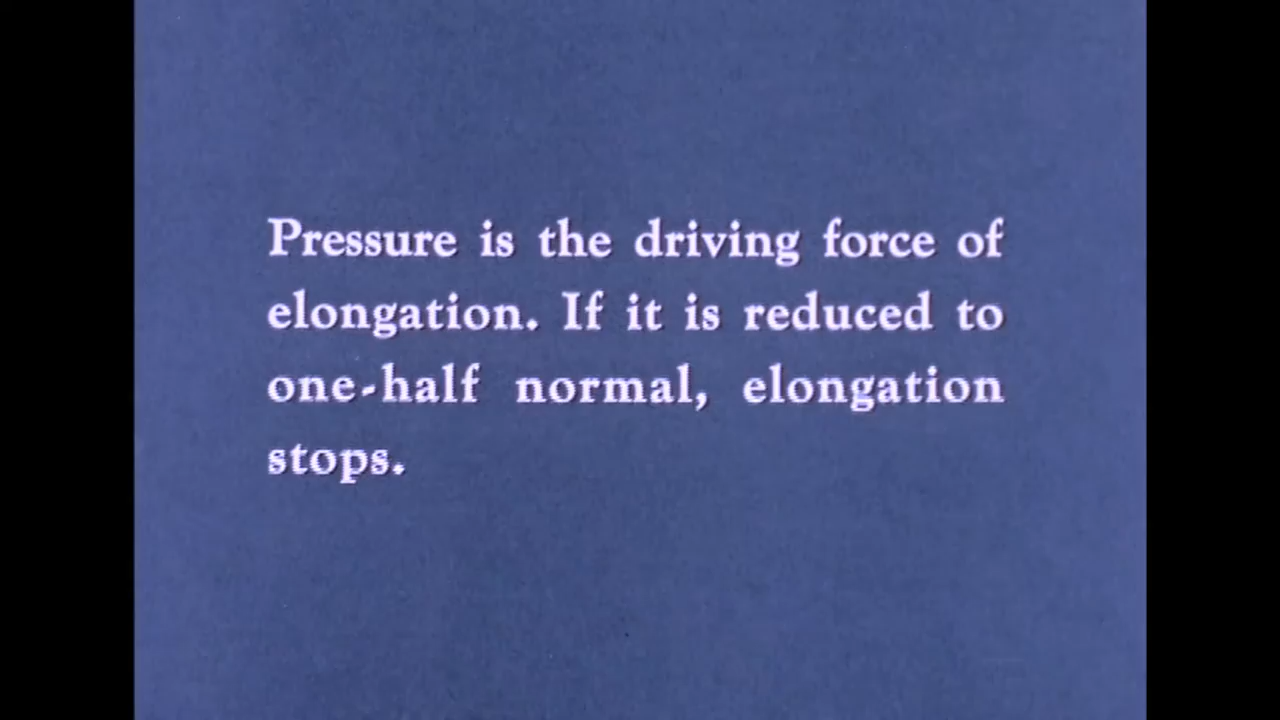 Pressure is the driving force of
elongation. If it is reduced to
one-half normal, elongation
stops.